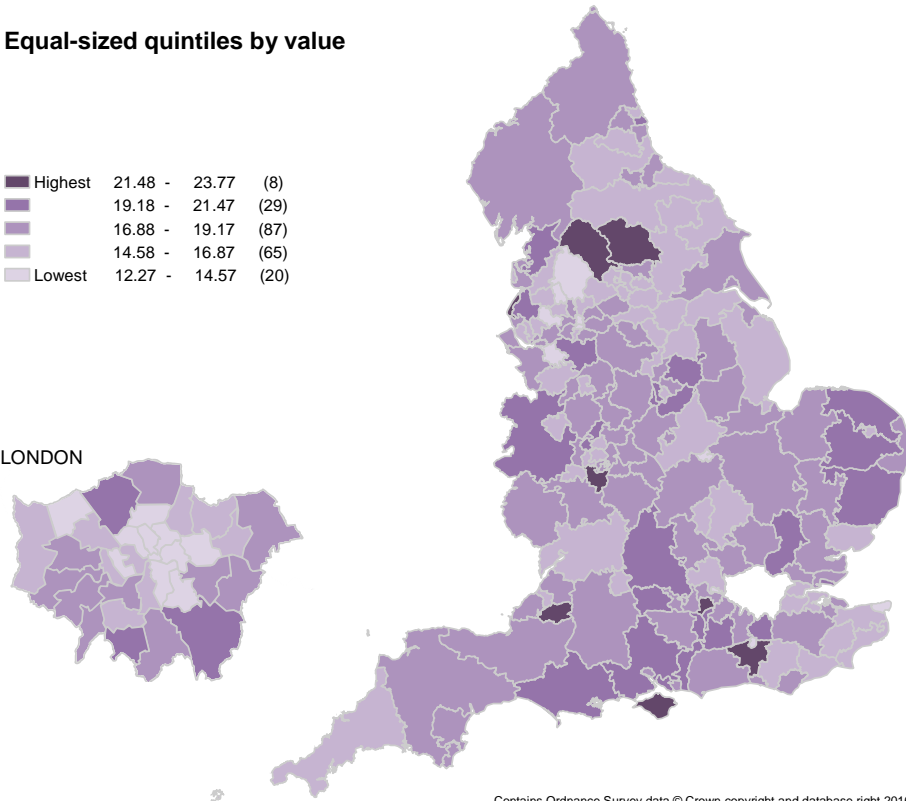 Equal-sized quintiles by value
Highest 21.48 - 23.77 (8)
19.18 - 21.47 (29)
16.88 - 19.17 (87)
14.58 - 16.87 (65)
Lowest 12.27 - 14.57 (20)
LONDON
Contains Ordnance Survey data © Crown copyright and database right